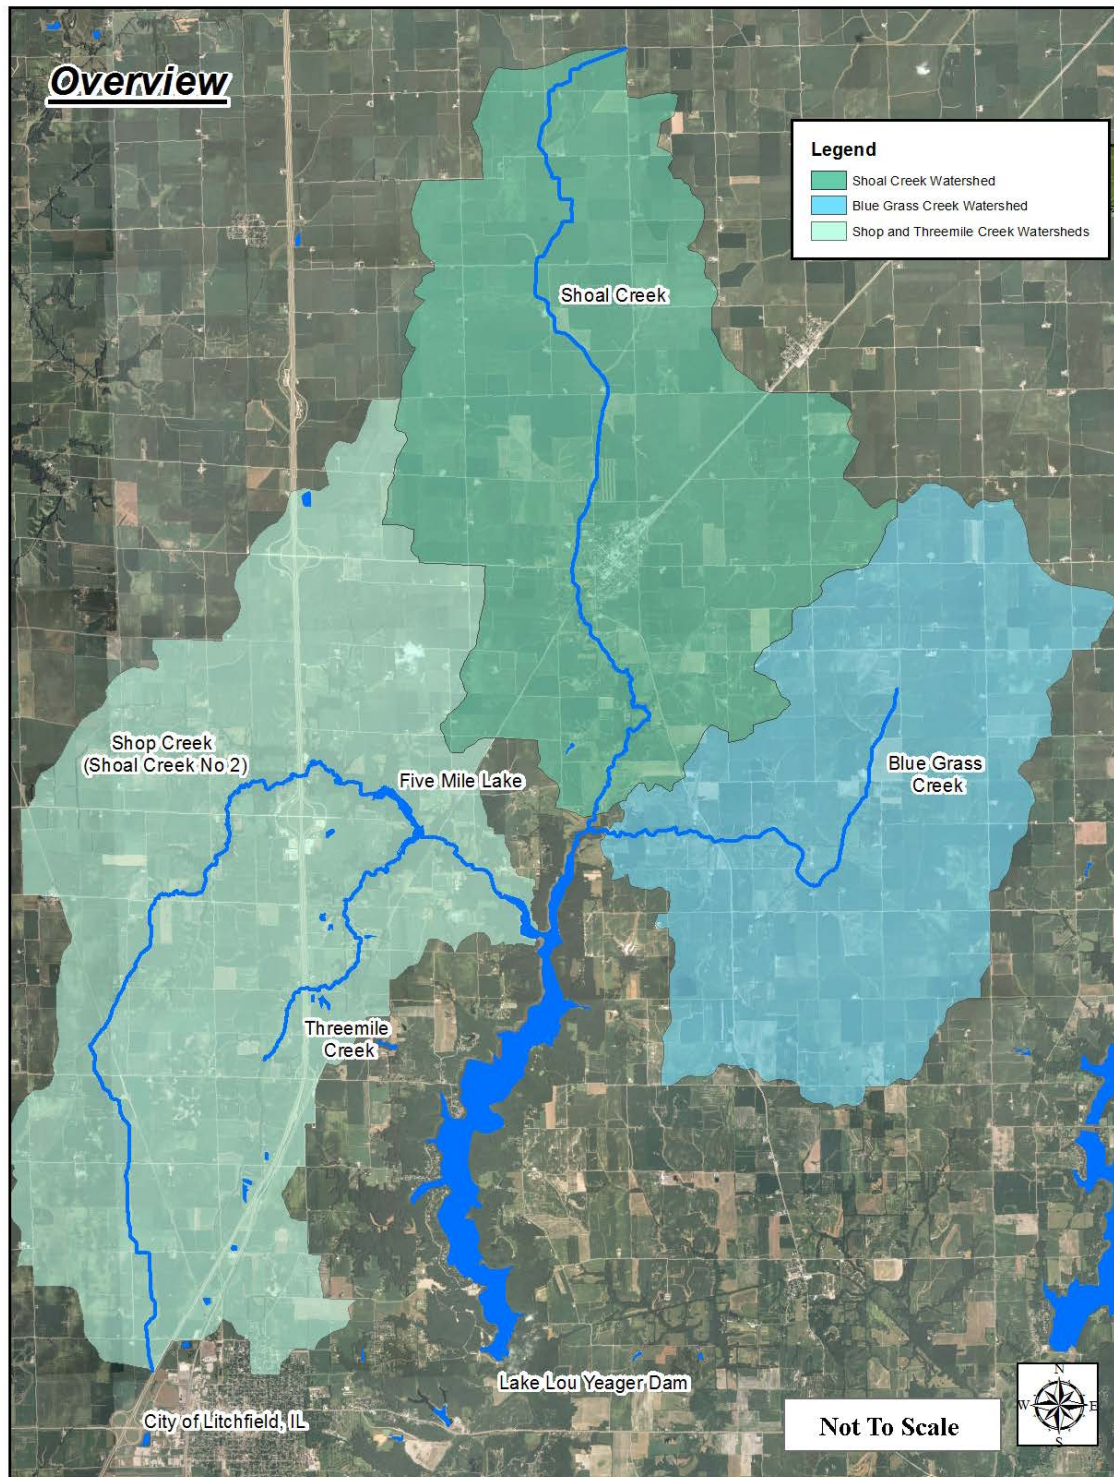 Overview
Legend
Shoal Creek Watershed
Blue Grass Creek Watershed
Shop and Threemile Creek Watersheds
Shoal Creek
Shop Creek
(Shoal Creek No 2)
Five Mile Lake
Blue Grass
Creek
Threemile
Creek
Lake Lou Yeager Dam
City of Litchfield, IL
Not To Scale
N
W
E
S